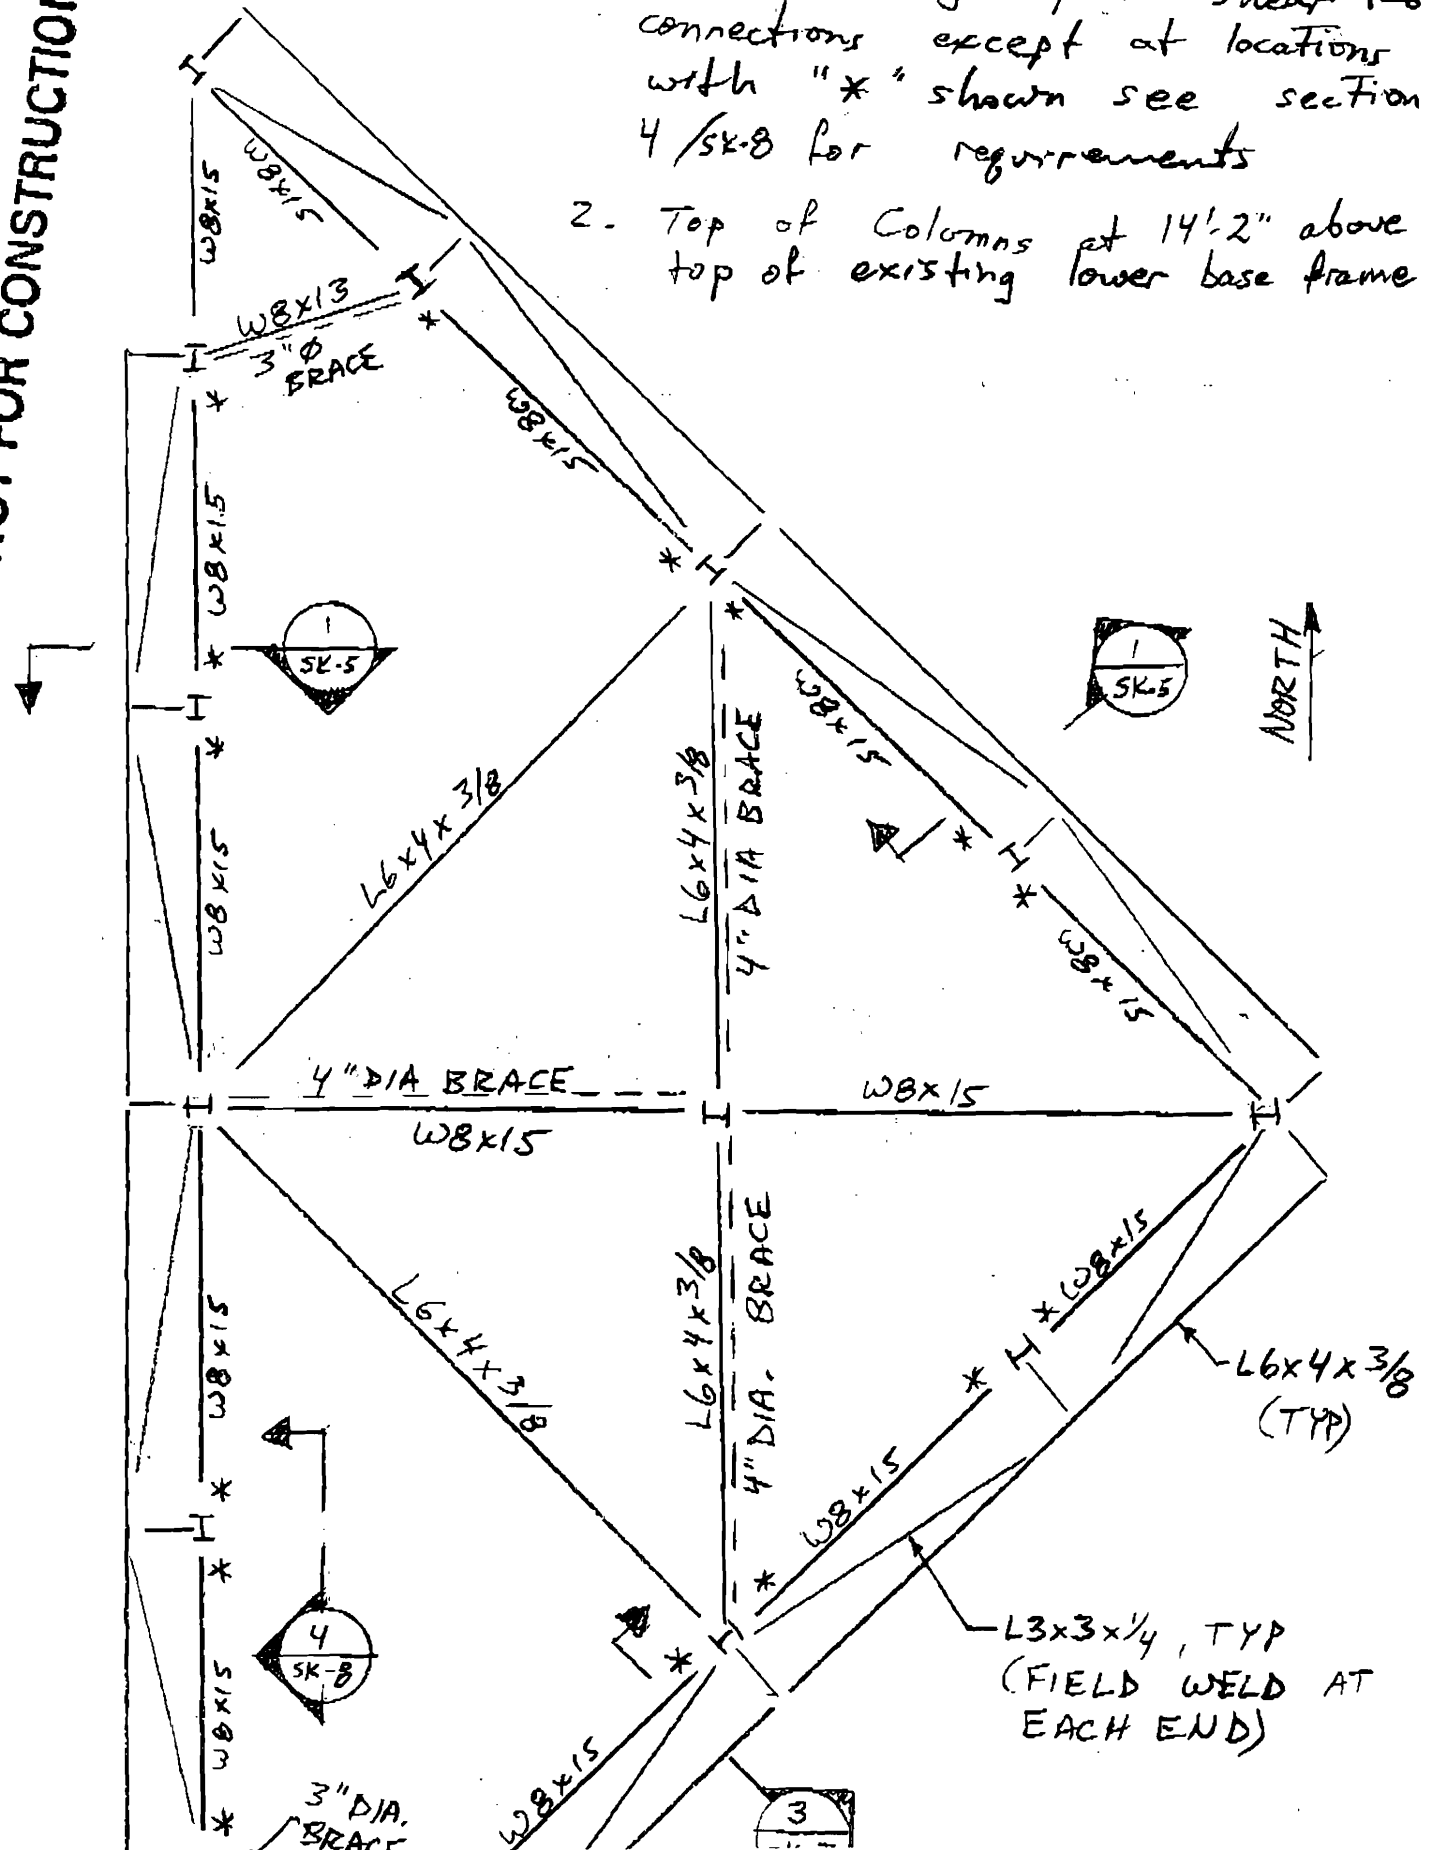 NOT FOR CONSTRUCTION
connections except at locations
with "*" shown see section
4/SK-8 for requirements
2. Top of Columns at 14'-2" above
top of existing lower base frame
W8x15
W8x15
W8x13
3"Ø
BRACE
*
*
W8x15
W8x15
*
*
1
SK-5
*
*
W8x15
1
SK-5
NORTH
L6x4x3/8
L6x4x3/8
4" DIA BRACE
W8x15
*
*
W8x15
4" DIA BRACE
W8x15
W8x15
W8x15
L6x4x3/8
L6x4x3/8
4" DIA. BRACE
*
W8x15
*
W8x15
L6x4x3/8
(TYP)
*
*
4
SK-8
W8x15
*
*
W8x15
L3x3x1/4, TYP
(FIELD WELD AT
EACH END)
*
3" DIA.
BRACE
W8x15
3